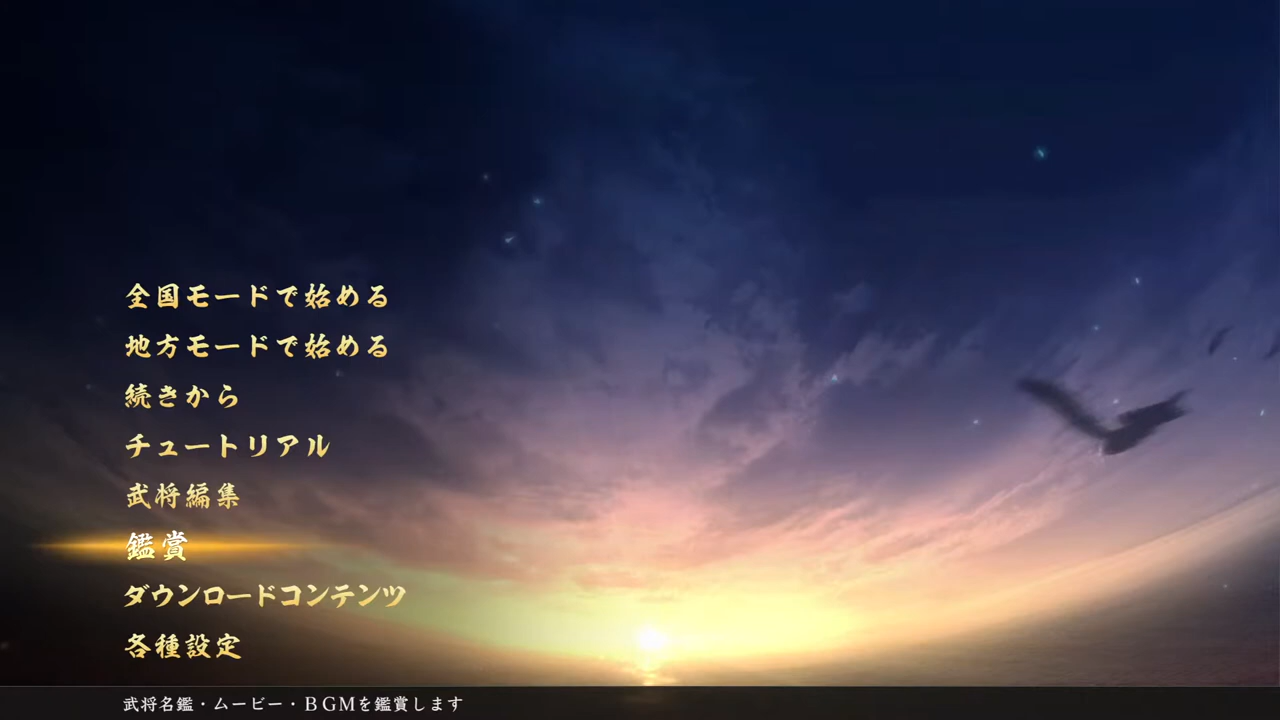 全国モードで始める
地方モードで始める
続きから
チュートリアル
武将編集
鑑賞
ダウンロードコンテンツ
各種設定
武将名鑑・ムービー・ＢＧＭを鑑賞します